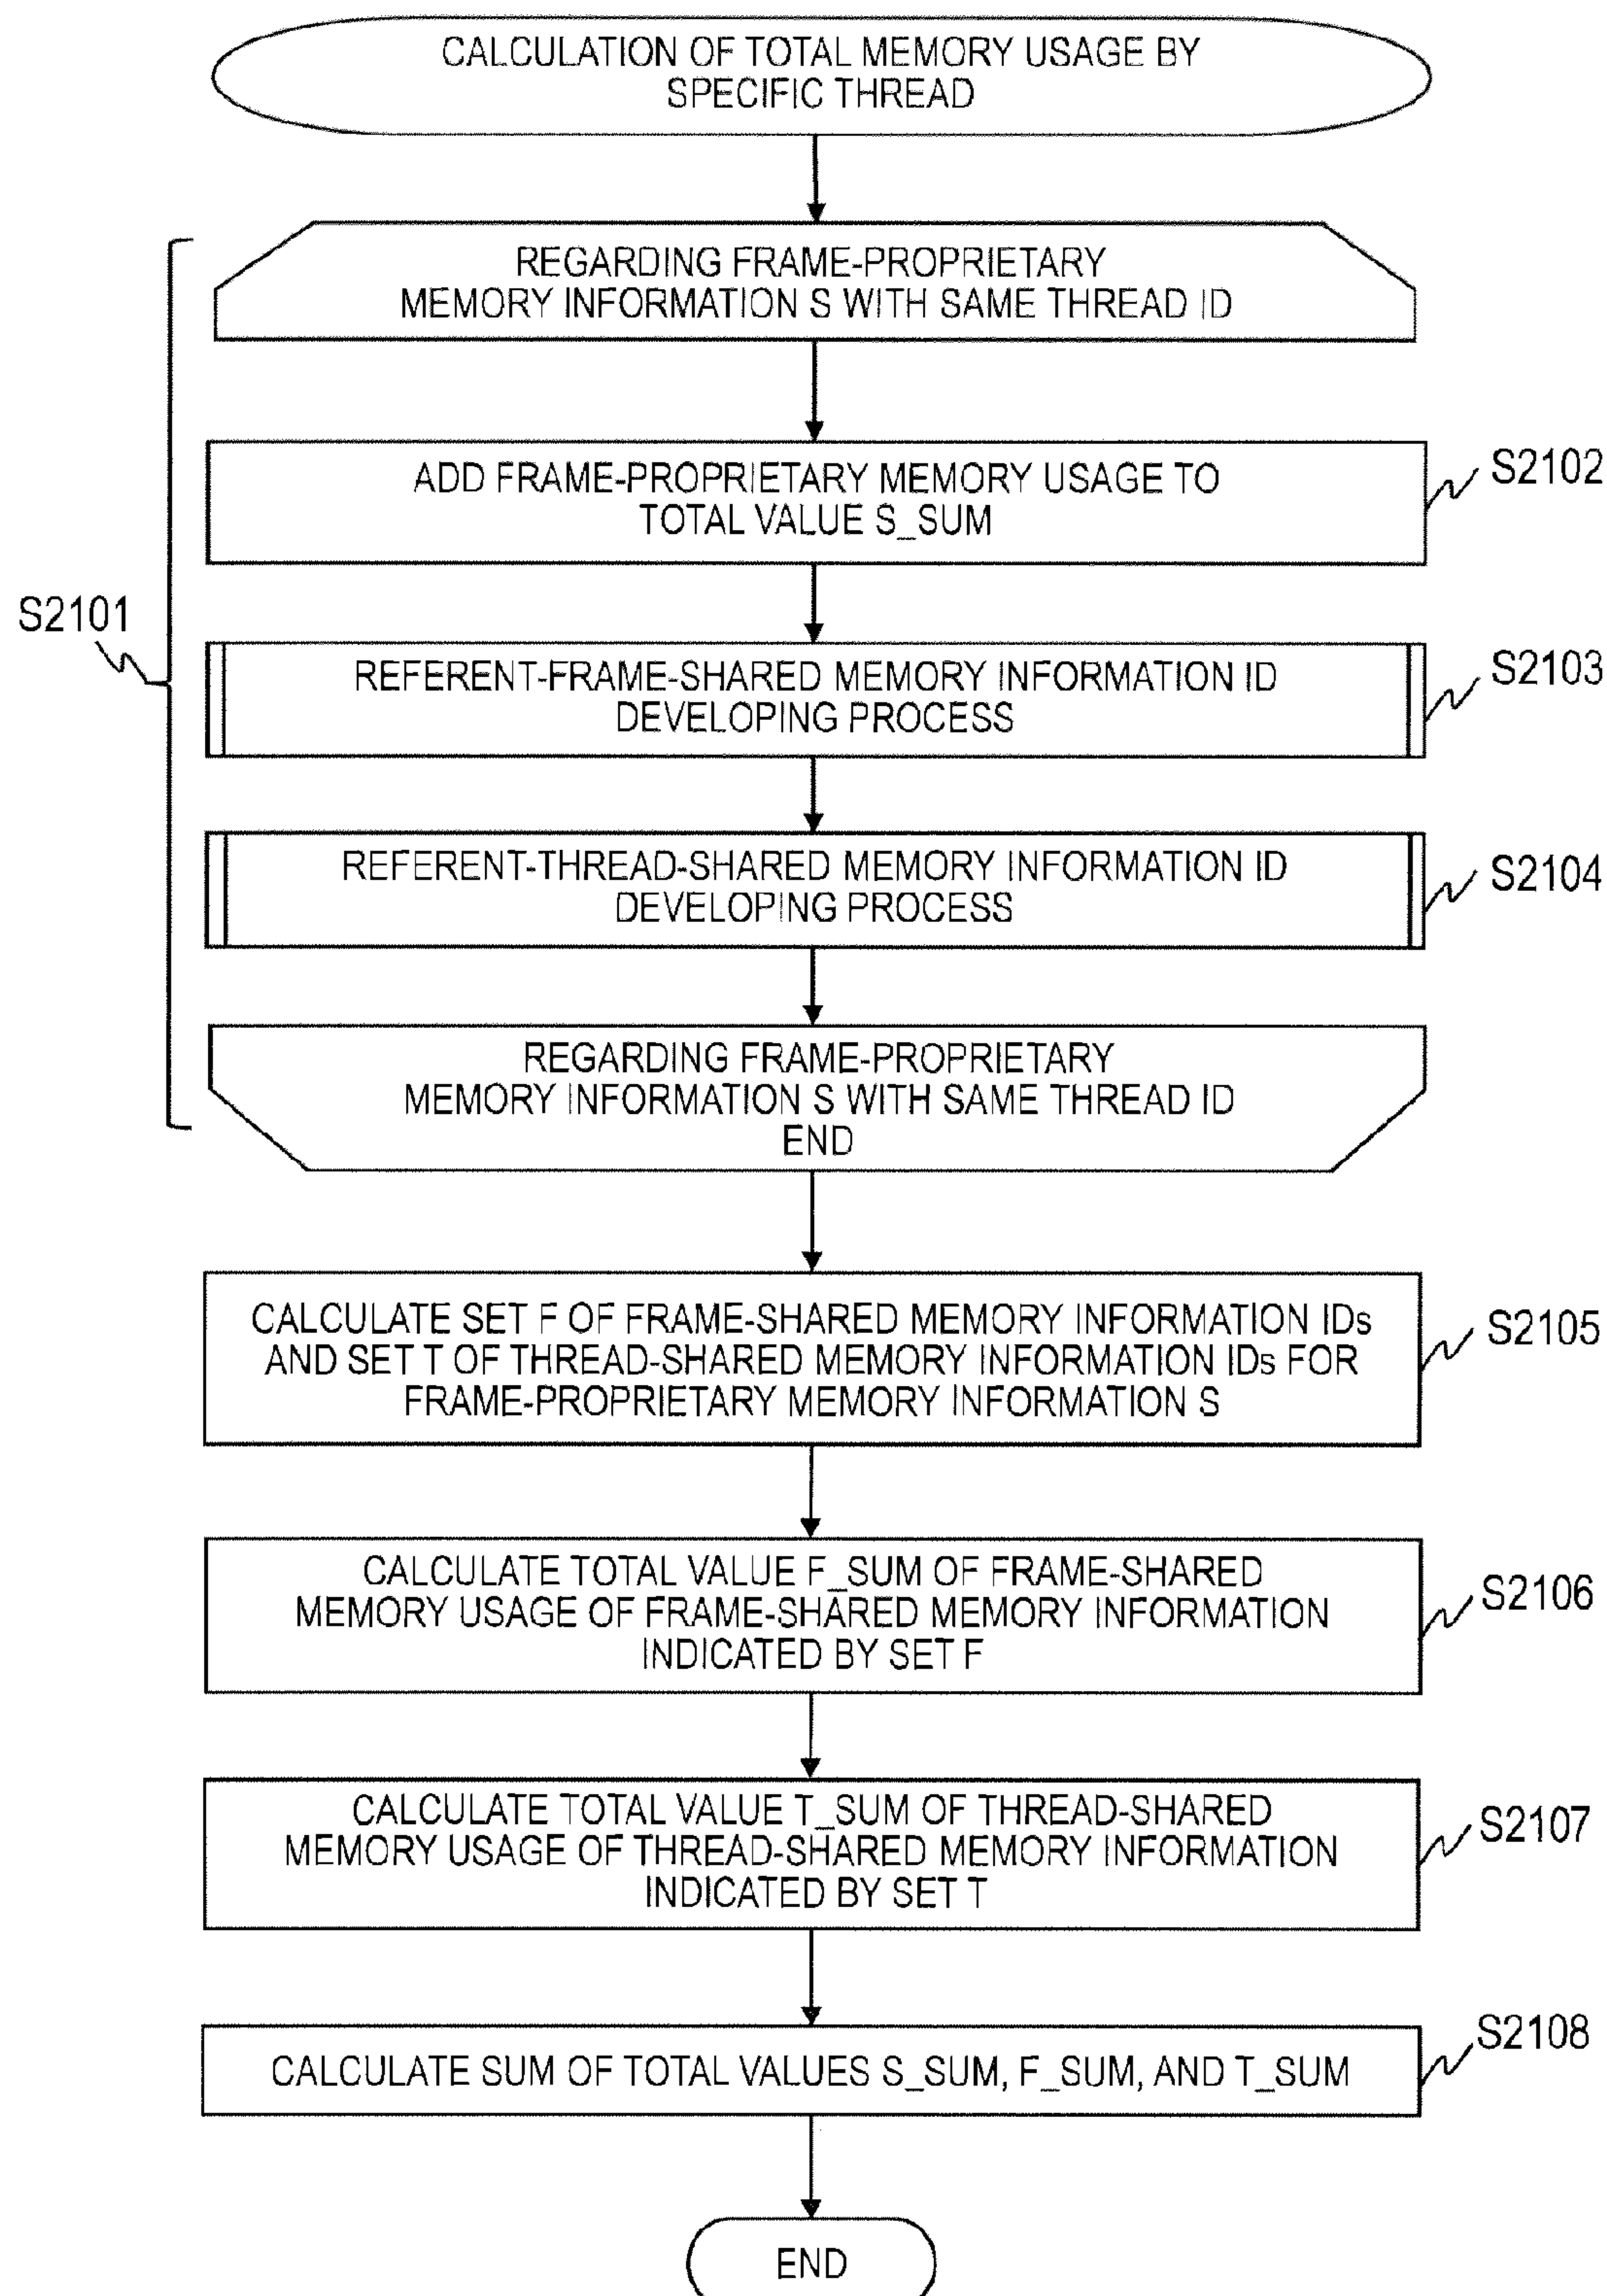 CALCULATION OF TOTAL MEMORY USAGE BY
SPECIFIC THREAD
REGARDING FRAME-PROPRIETARY
MEMORY INFORMATION S WITH SAME THREAD ID
S2101
ADD FRAME-PROPRIETARY MEMORY USAGE TO
TOTAL VALUE S_SUM
S2102
REFERENT-FRAME-SHARED MEMORY INFORMATION ID
DEVELOPING PROCESS
S2103
REFERENT-THREAD-SHARED MEMORY INFORMATION ID
DEVELOPING PROCESS
S2104
REGARDING FRAME-PROPRIETARY
MEMORY INFORMATION S WITH SAME THREAD ID
END
CALCULATE SET F OF FRAME-SHARED MEMORY INFORMATION IDs
AND SET T OF THREAD-SHARED MEMORY INFORMATION IDs FOR
FRAME-PROPRIETARY MEMORY INFORMATION S
S2105
CALCULATE TOTAL VALUE F_SUM OF FRAME-SHARED
MEMORY USAGE OF FRAME-SHARED MEMORY INFORMATION
INDICATED BY SET F
S2106
CALCULATE TOTAL VALUE T_SUM OF THREAD-SHARED
MEMORY USAGE OF THREAD-SHARED MEMORY INFORMATION
INDICATED BY SET T
S2107
CALCULATE SUM OF TOTAL VALUES S_SUM, F_SUM, AND T_SUM
S2108
END